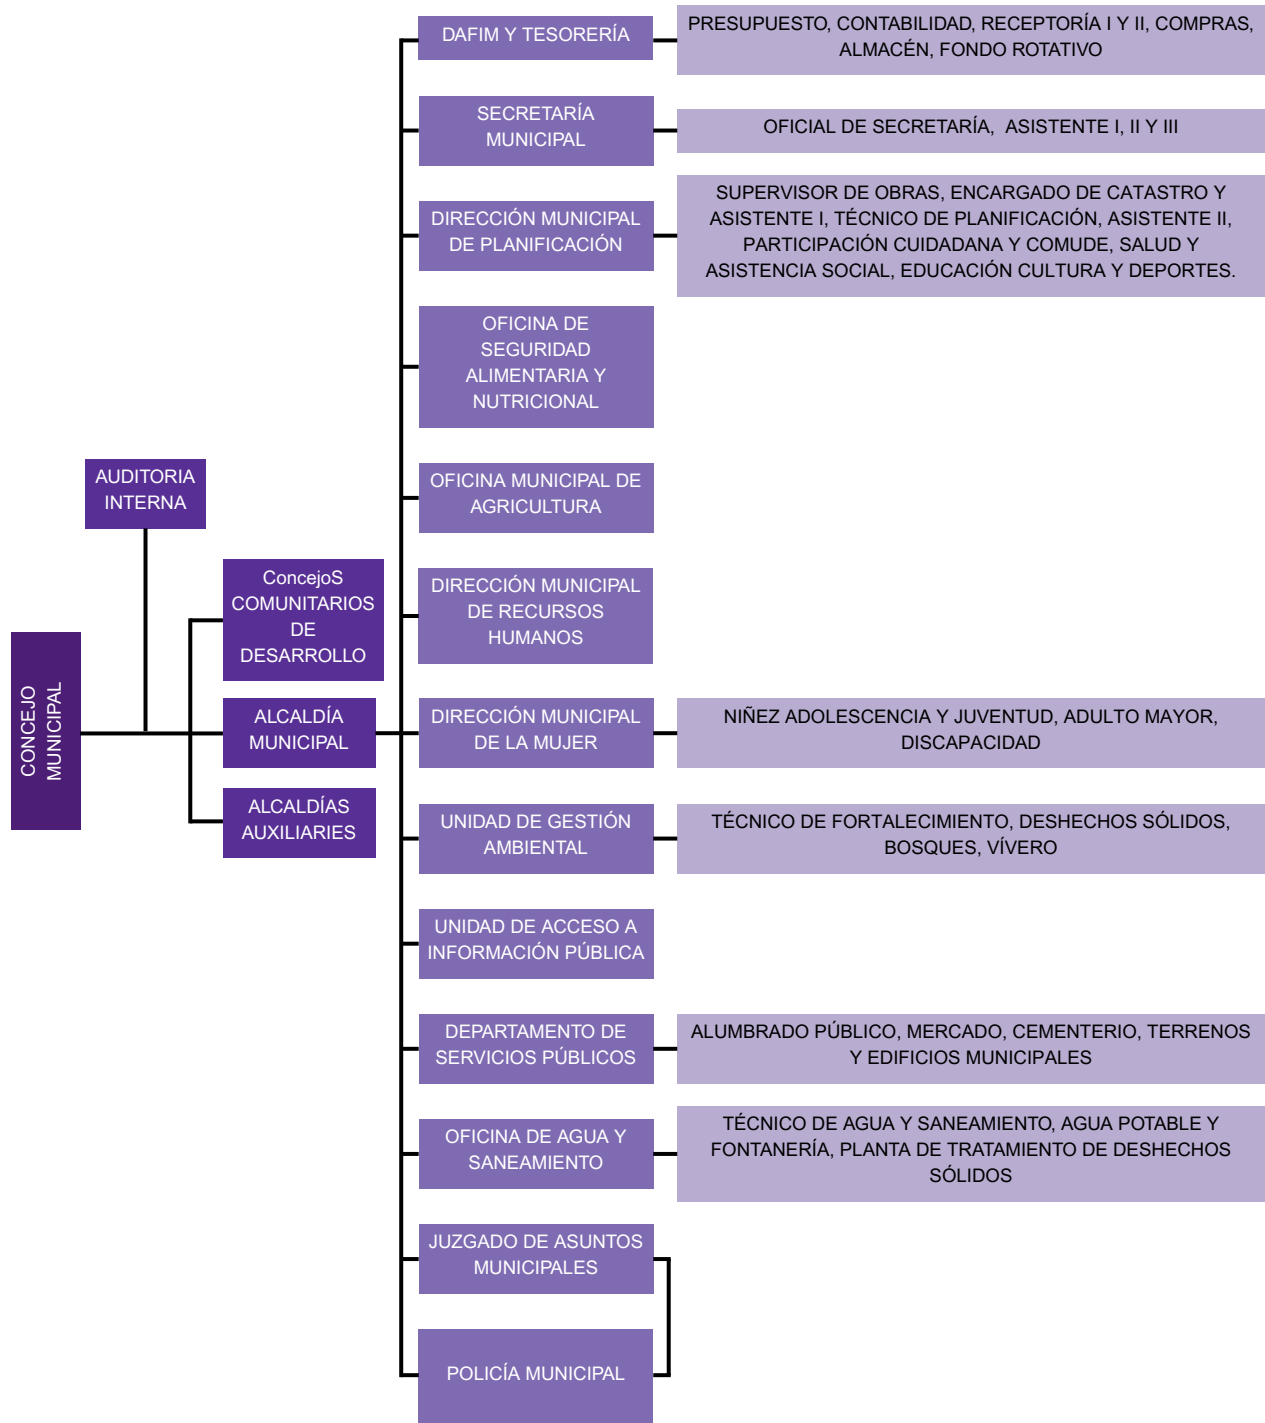 DAFIM Y TESORERÍA
PRESUPUESTO, CONTABILIDAD, RECEPTORÍA I Y II, COMPRAS,
ALMACÉN, FONDO ROTATIVO
SECRETARÍA
MUNICIPAL
OFICIAL DE SECRETARÍA, ASISTENTE I, II Y III
DIRECCIÓN MUNICIPAL
DE PLANIFICACIÓN
SUPERVISOR DE OBRAS, ENCARGADO DE CATASTRO Y
ASISTENTE I, TÉCNICO DE PLANIFICACIÓN, ASISTENTE II,
PARTICIPACIÓN CUIDADANA Y COMUDE, SALUD Y
ASISTENCIA SOCIAL, EDUCACIÓN CULTURA Y DEPORTES.
OFICINA DE
SEGURIDAD
ALIMENTARIA Y
NUTRICIONAL
AUDITORIA
INTERNA
OFICINA MUNICIPAL DE
AGRICULTURA
ConcejoS
COMUNITARIOS
DE
DESARROLLO
DIRECCIÓN MUNICIPAL
DE RECURSOS
HUMANOS
CONCEJO
MUNICIPAL
ALCALDÍA
MUNICIPAL
DIRECCIÓN MUNICIPAL
DE LA MUJER
NIÑEZ ADOLESCENCIA Y JUVENTUD, ADULTO MAYOR,
DISCAPACIDAD
ALCALDÍAS
AUXILIARIES
UNIDAD DE GESTIÓN
AMBIENTAL
TÉCNICO DE FORTALECIMIENTO, DESHECHOS SÓLIDOS,
BOSQUES, VÍVERO
UNIDAD DE ACCESO A
INFORMACIÓN PÚBLICA
DEPARTAMENTO DE
SERVICIOS PÚBLICOS
ALUMBRADO PÚBLICO, MERCADO, CEMENTERIO, TERRENOS
Y EDIFICIOS MUNICIPALES
OFICINA DE AGUA Y
SANEAMIENTO
TÉCNICO DE AGUA Y SANEAMIENTO, AGUA POTABLE Y
FONTANERÍA, PLANTA DE TRATAMIENTO DE DESHECHOS
SÓLIDOS
JUZGADO DE ASUNTOS
MUNICIPALES
POLICÍA MUNICIPAL